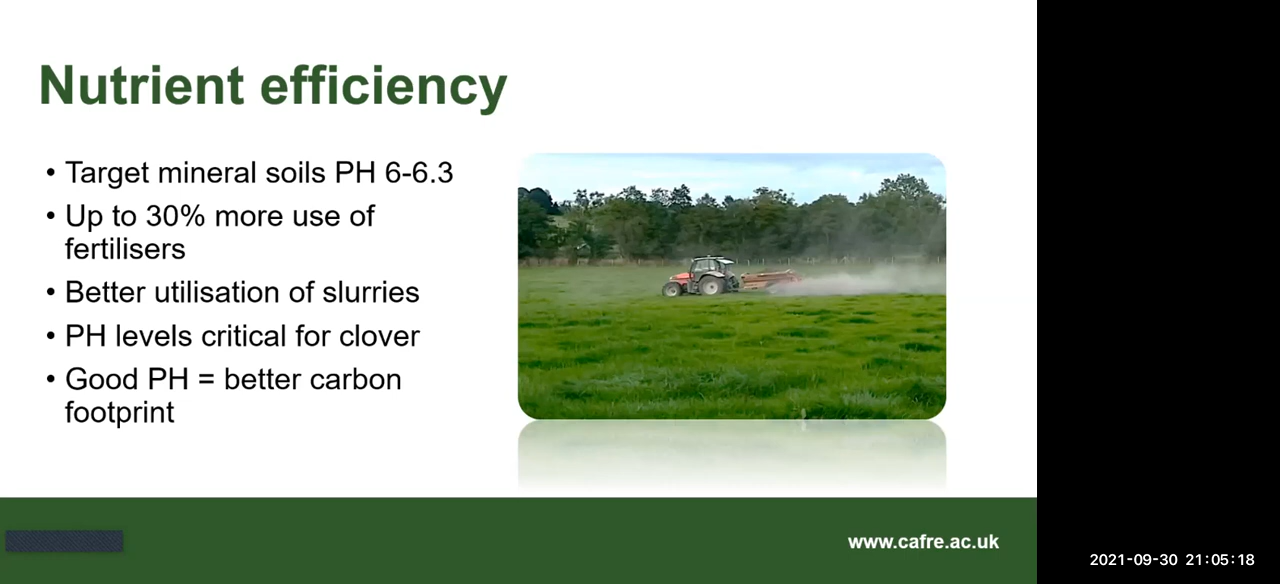 Nutrient efficiency
• Target mineral soils PH 6-6.3
• Up to 30% more use of
fertilisers
• Better utilisation of slurries
• PH levels critical for clover
• Good PH = better carbon
footprint
www.cafre.ac.uk
2021-09-30 21:05:18